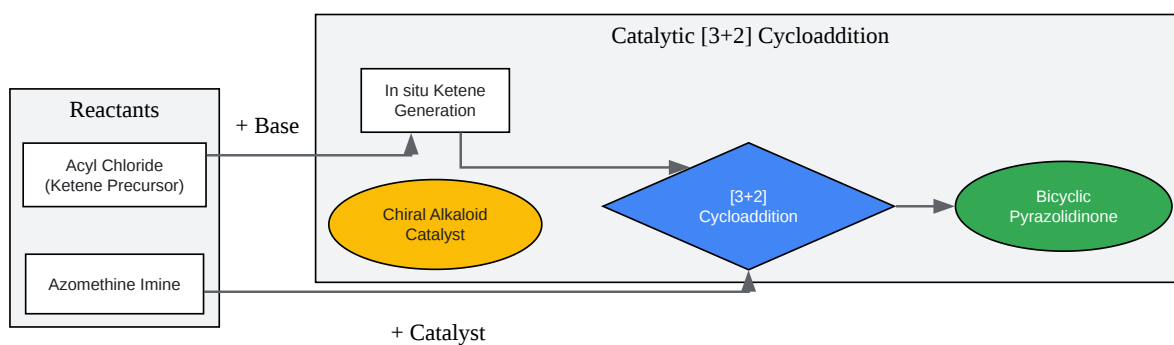 Catalytic [3+2] Cycloaddition
Reactants
+ Base
In situ Ketene
Generation
Acyl Chloride
(Ketene Precursor)
Chiral Alkaloid
Catalyst
[3+2]
Cycloaddition
Bicyclic
Pyrazolidinone
Azomethine Imine
+ Catalyst